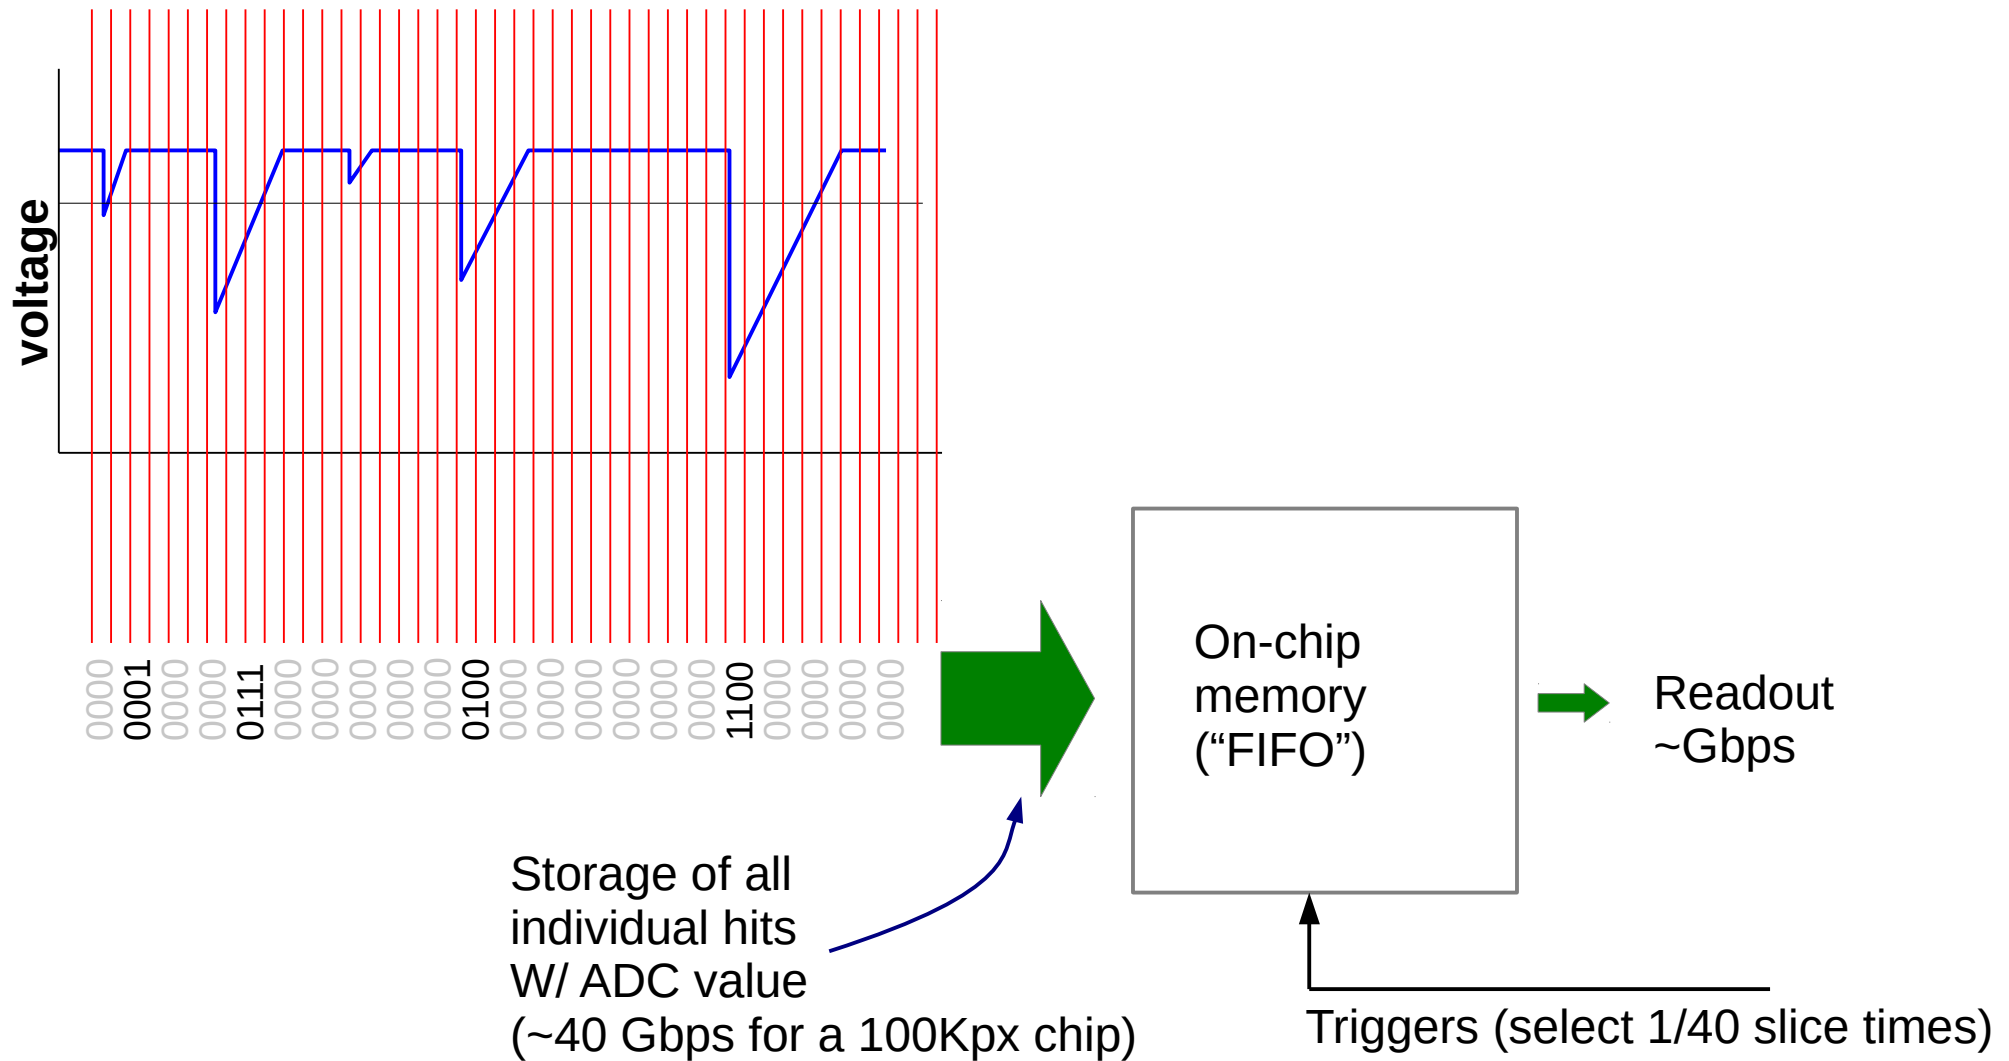 voltage
0000 0001 0000 0000 0111 0000 0000 0000 0000 0000 0100 0000 0000 0000 0000 0000 0000 1100 0000 0000 0000 0000
On-chip
memory
(“FIFO”)
Readout
~Gbps
Storage of all
individual hits
W/ ADC value
(~40 Gbps for a 100Kpx chip)
Triggers (select 1/40 slice times)